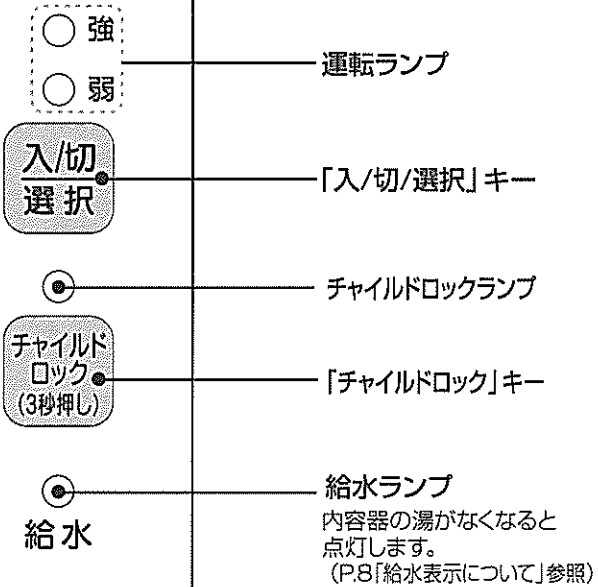 強
弱
運転ランプ
入/切
選択
「入/切/選択」キー
チャイルドロックランプ
チャイルド
ロック
(3秒押し)
「チャイルドロック」キー
給水
給水ランプ
内容器の湯がなくなると
点灯します。
(P.8「給水表示について」参照)